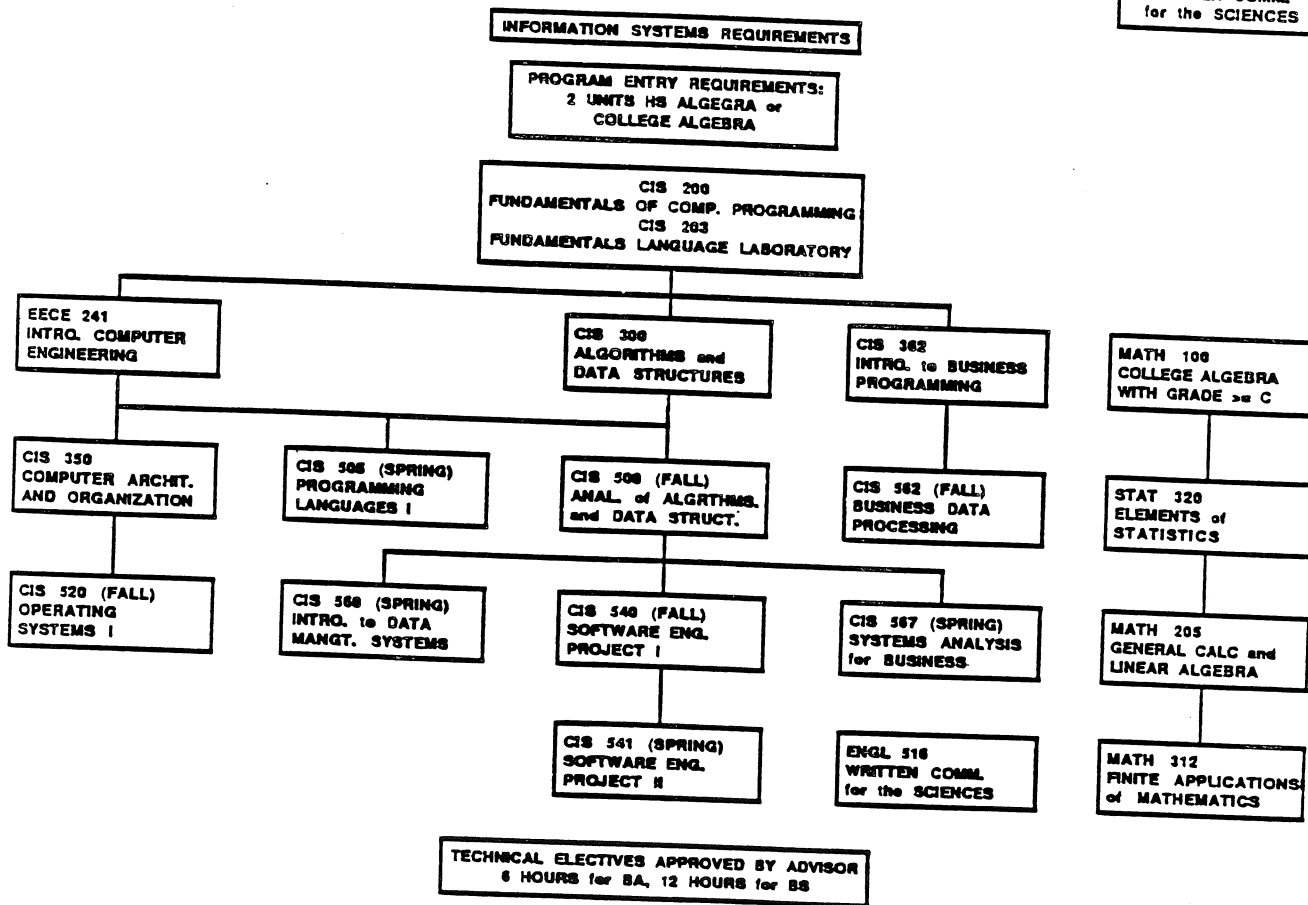 for the SCIENCES
INFORMATION SYSTEMS REQUIREMENTS
PROGRAM ENTRY REQUIREMENTS:
2 UNITS HS ALGEGRA or
COLLEGE ALGEBRA
CIS 200
FUNDAMENTALS OF COMP. PROGRAMMING
CIS 203
FUNDAMENTALS LANGUAGE LABORATORY
EECE 241
INTRO. COMPUTER
ENGINEERING
CIS 300
ALGORITHMS and
DATA STRUCTURES
CIS 362
INTRO. to BUSINESS
PROGRAMMING
MATH 100
COLLEGE ALGEBRA
WITH GRADE >= C
CIS 350
COMPUTER ARCHIT.
AND ORGANIZATION
CIS 505 (SPRING)
PROGRAMMING
LANGUAGES I
CIS 500 (FALL)
ANAL. of ALGRTHMS.
and DATA STRUCT.
CIS 562 (FALL)
BUSINESS DATA
PROCESSING
STAT 320
ELEMENTS of
STATISTICS
CIS 520 (FALL)
OPERATING
SYSTEMS I
CIS 560 (SPRING)
INTRO. to DATA
MANGT. SYSTEMS
CIS 540 (FALL)
SOFTWARE ENG.
PROJECT I
CIS 567 (SPRING)
SYSTEMS ANALYSIS
for BUSINESS
MATH 205
GENERAL CALC and
LINEAR ALGEBRA
CIS 541 (SPRING)
SOFTWARE ENG.
PROJECT II
ENGL 516
WRITTEN COMM.
for the SCIENCES
MATH 312
FINITE APPLICATIONS
of MATHEMATICS
TECHNICAL ELECTIVES APPROVED BY ADVISOR
6 HOURS for BA, 12 HOURS for BS